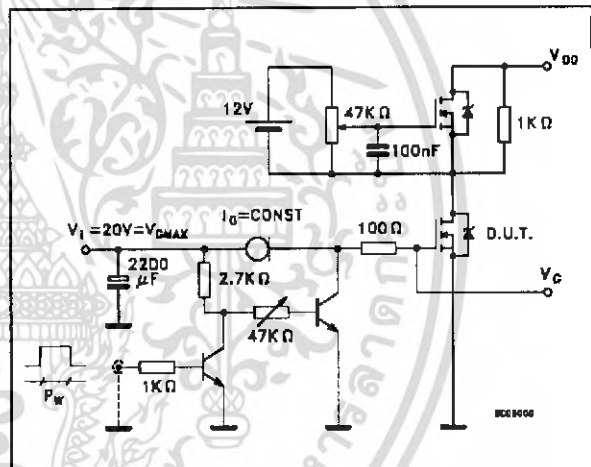 V_DD
12V
47KΩ
1KΩ
100nF
V_i =20V=V_GMAX
I_G=CONST
100Ω
D.U.T.
2200
μF
2.7KΩ
V_G
47KΩ
1KΩ
P_W